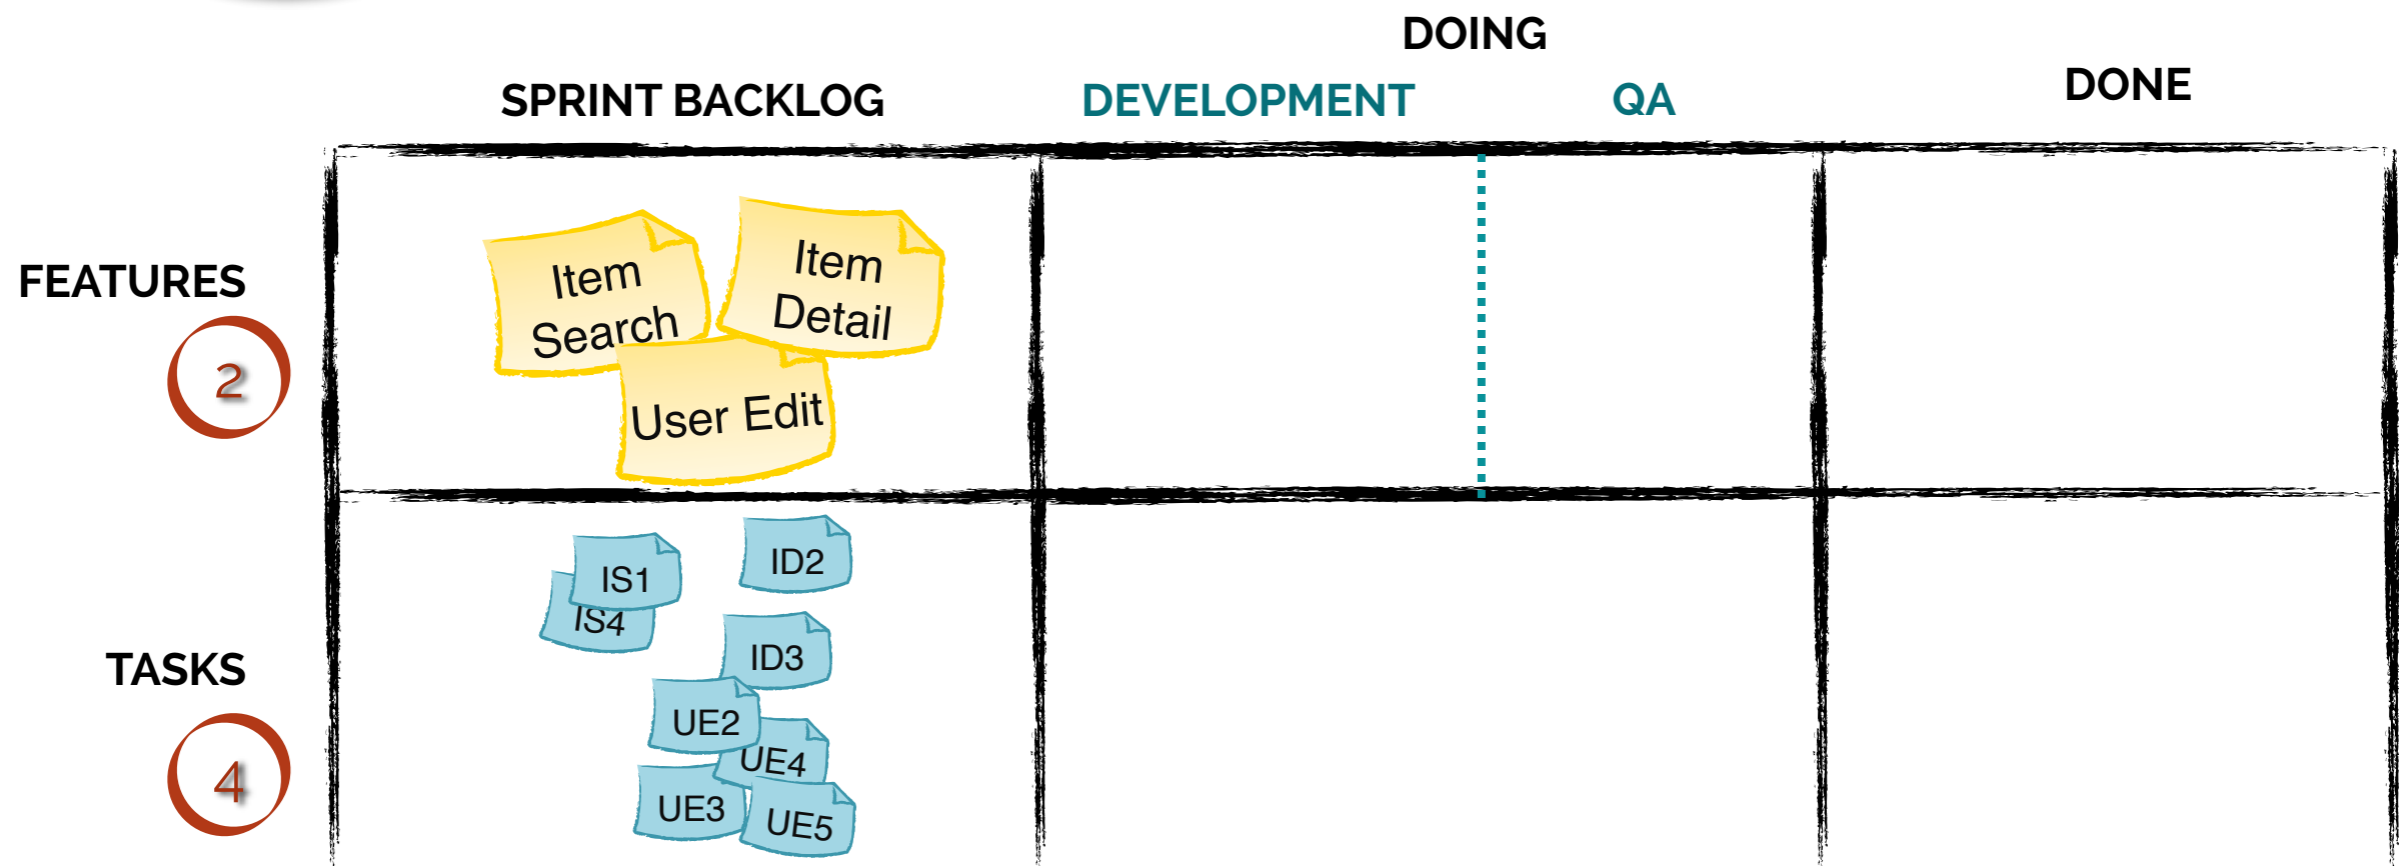 DOING
SPRINT BACKLOG
DEVELOPMENT
QA
DONE
FEATURES
2
Item
Search
Item
Detail
User Edit
TASKS
4
IS1
IS4
ID2
ID3
UE2
UE4
UE3
UE5